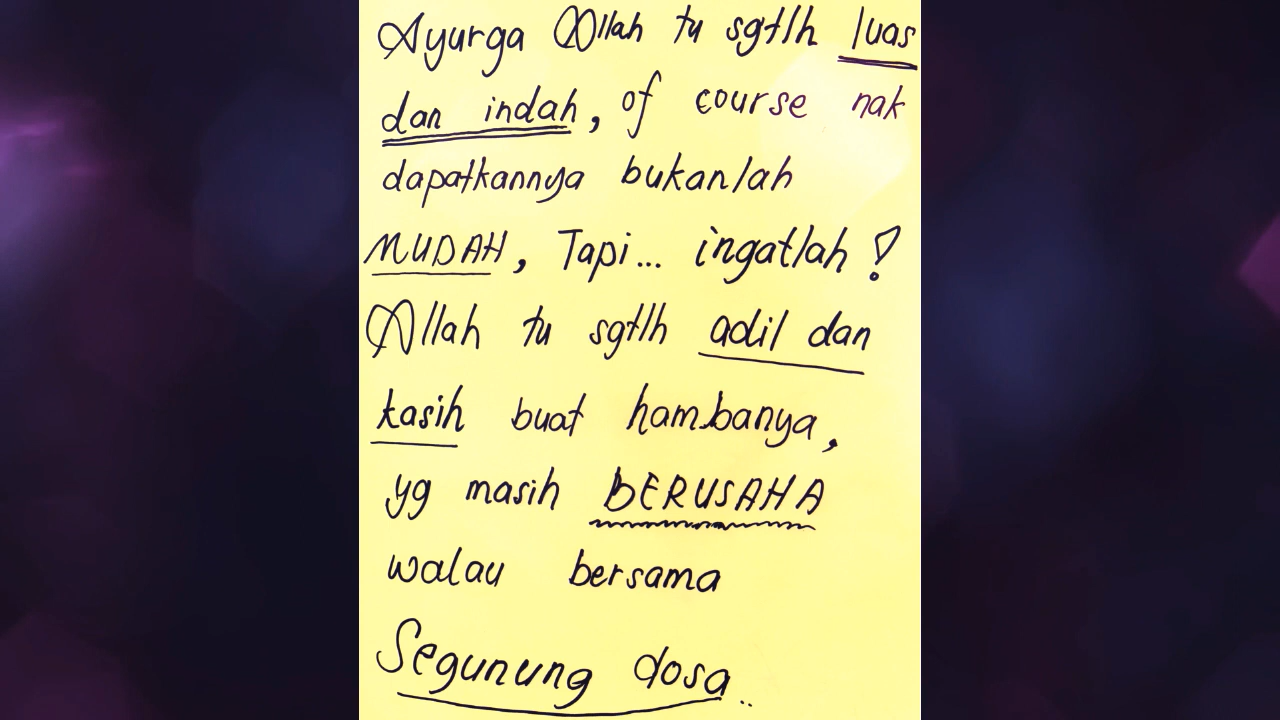 Ayurga Allah tu sgtlh luas
dan indah, of course nak
dapatkannya bukanlah
MUDAH, Tapi... ingatlah!
Allah tu sgtlh adil dan
kasih buat hambanya,
yg masih BERUSAHA
walau bersama
Segunung dosa..